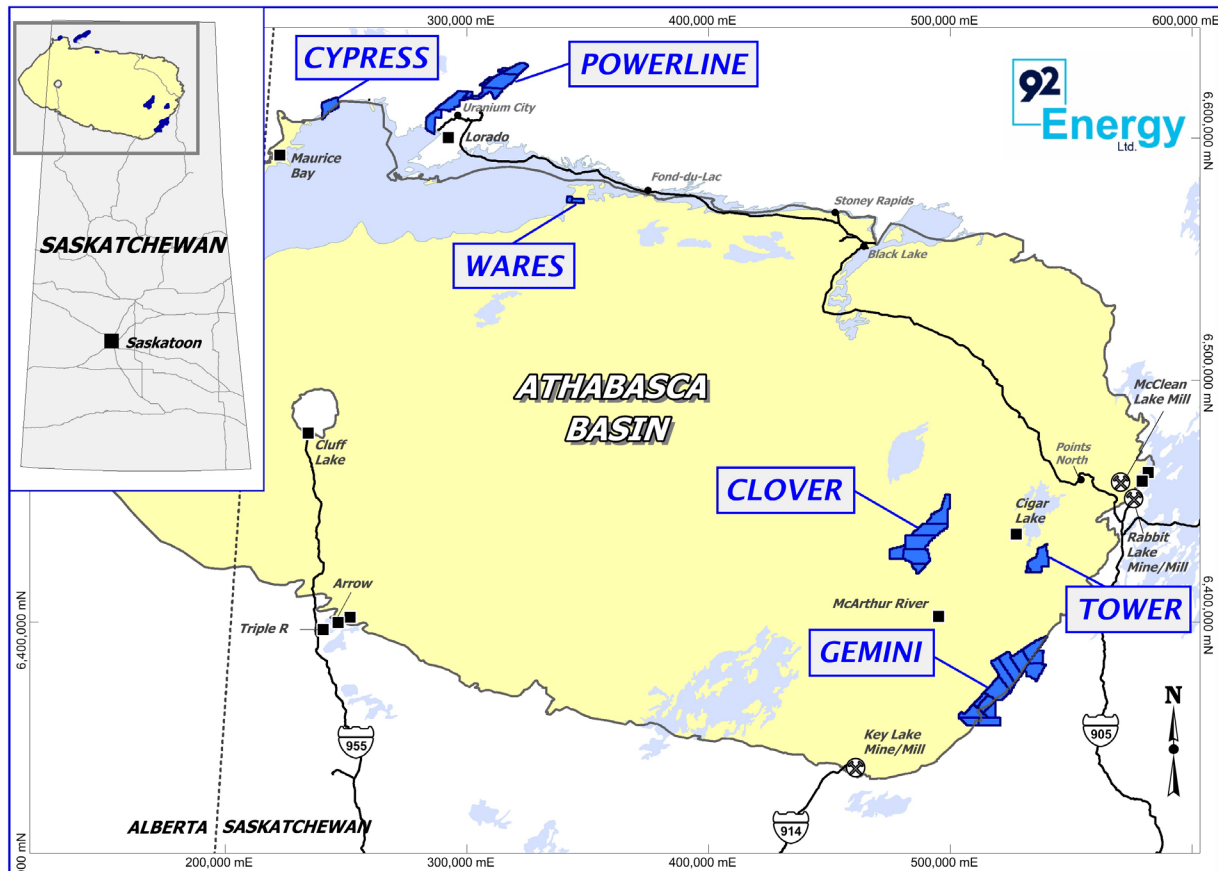 300,000 mE
400,000 mE
500,000 mE
600,000 mE
CYPRESS
POWERLINE
92
Energy
Ltd.
6,600,000 mN
Uranium City
Lorado
Maurice
Bay
Fond-du-Lac
Stoney Rapids
WARES
Black Lake
SASKATCHEWAN
Saskatoon
6,500,000 mN
ATHABASCA
BASIN
McClean
Lake Mill
Cluff
Lake
Points
North
CLOVER
Cigar
Lake
Rabbit
Lake
Mine/Mill
Arrow
McArthur River
TOWER
Triple R
6,400,000 mN
6,400,000 mN
GEMINI
N
955
Key Lake
Mine/Mill
905
914
ALBERTA
SASKATCHEWAN
000 mN
200,000 mE
300,000 mE
400,000 mE
500,000 mE